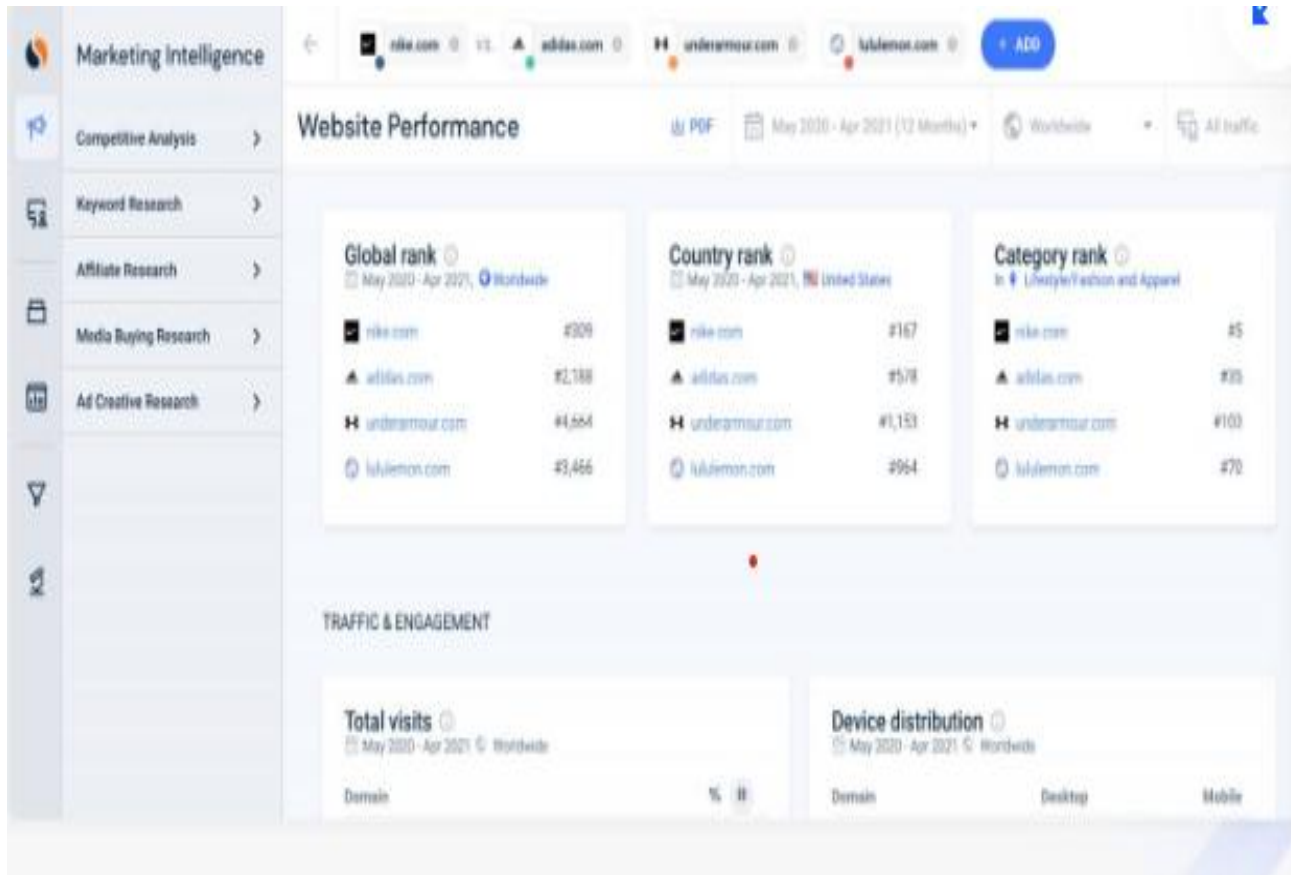 Marketing Intelligence
nike.com vs. adidas.com underarmour.com lululemon.com + ADD
Website Performance PDF May 2020 - Apr 2021 (12 Months) Worldwide All traffic
Competitive Analysis
Keyword Research
Affiliate Research
Media Buying Research
Ad Creative Research
Global rank
May 2020 - Apr 2021, Worldwide
nike.com #309
adidas.com #2,188
underarmour.com #4,664
lululemon.com #3,466
Country rank
May 2020 - Apr 2021, United States
nike.com #167
adidas.com #578
underarmour.com #1,153
lululemon.com #964
Category rank
In Lifestyle/Fashion and Apparel
nike.com #5
adidas.com #35
underarmour.com #103
lululemon.com #70
TRAFFIC & ENGAGEMENT
Total visits
May 2020 - Apr 2021 Worldwide
Domain % #
Device distribution
May 2020 - Apr 2021 Worldwide
Domain Desktop Mobile